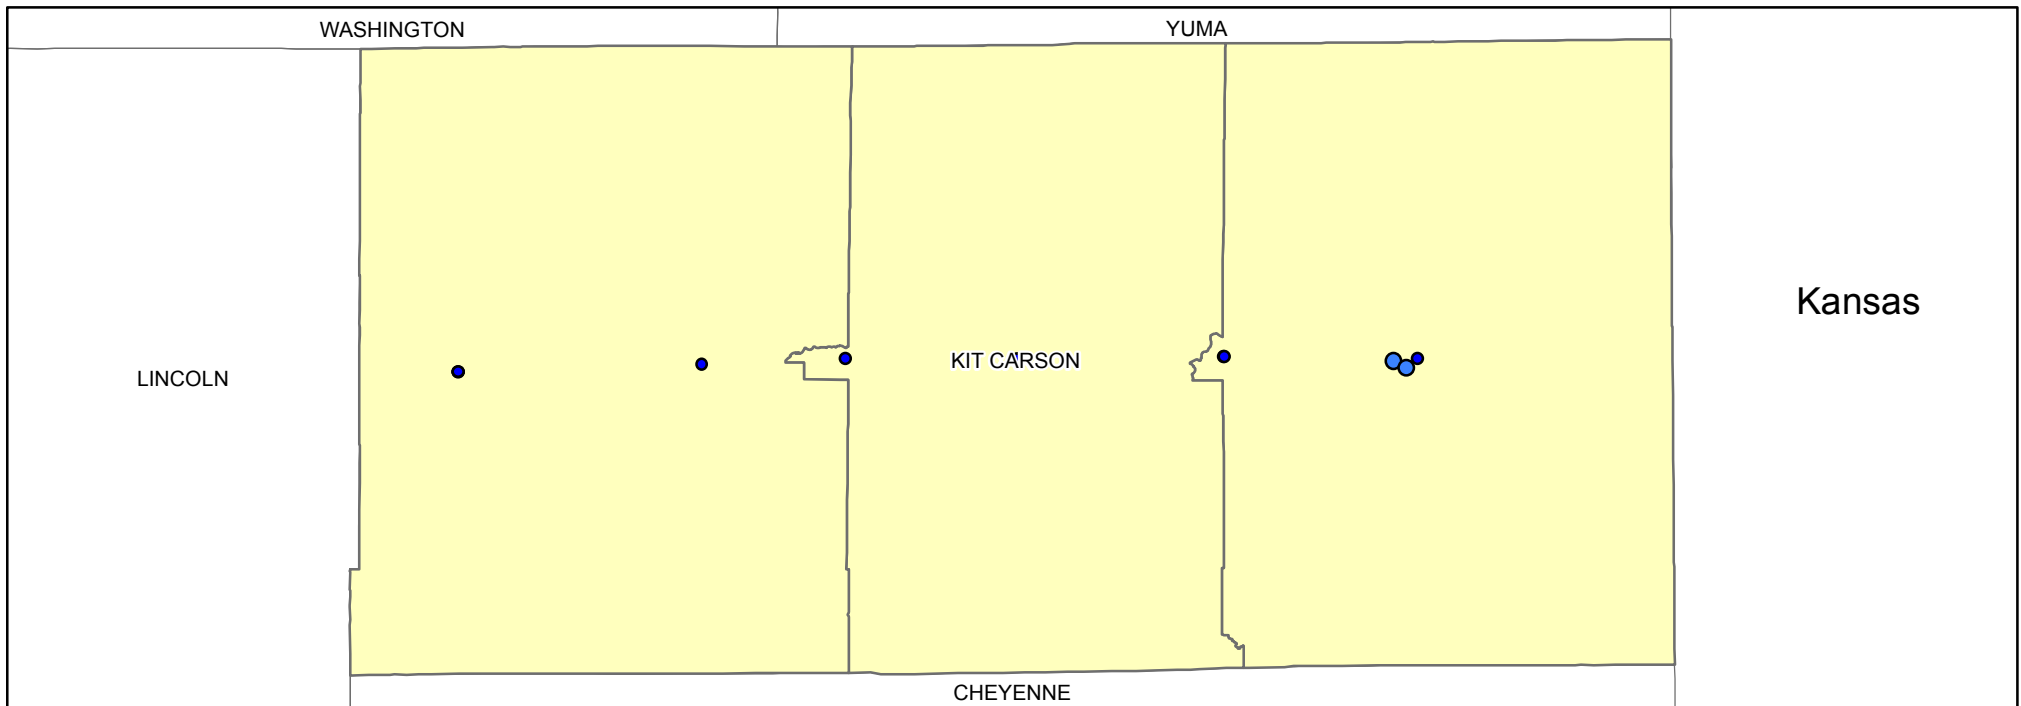 WASHINGTON
YUMA
Kansas
KIT CARSON
LINCOLN
CHEYENNE